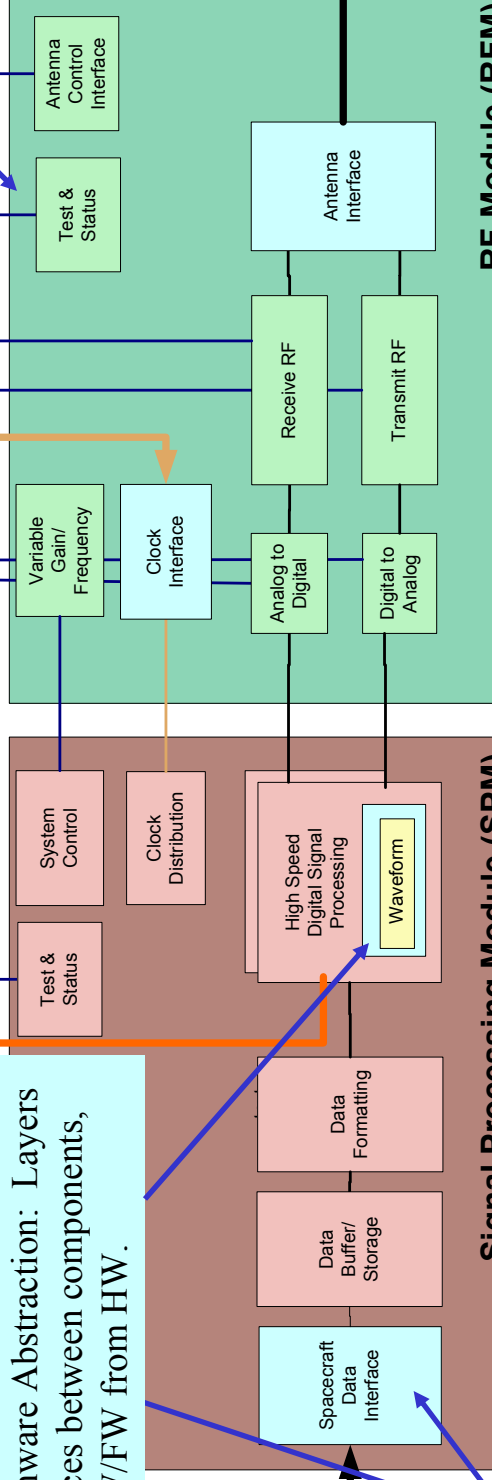 Antenna
Control
Interface
Test &
Status
Antenna
Interface
Receive RF
Transmit RF
Variable
Gain/
Frequency
Clock
Interface
Analog to
Digital
Digital to
Analog
RF Module (RFM)
System
Control
Clock
Distribution
Test &
Status
High Speed
Digital Signal
Processing
Waveform
Data
Formatting
Data
Buffer/
Storage
Spacecraft
Data
Interface
Signal Processing Module (SPM)
Abstraction: Layers
between components,
/FW from HW.